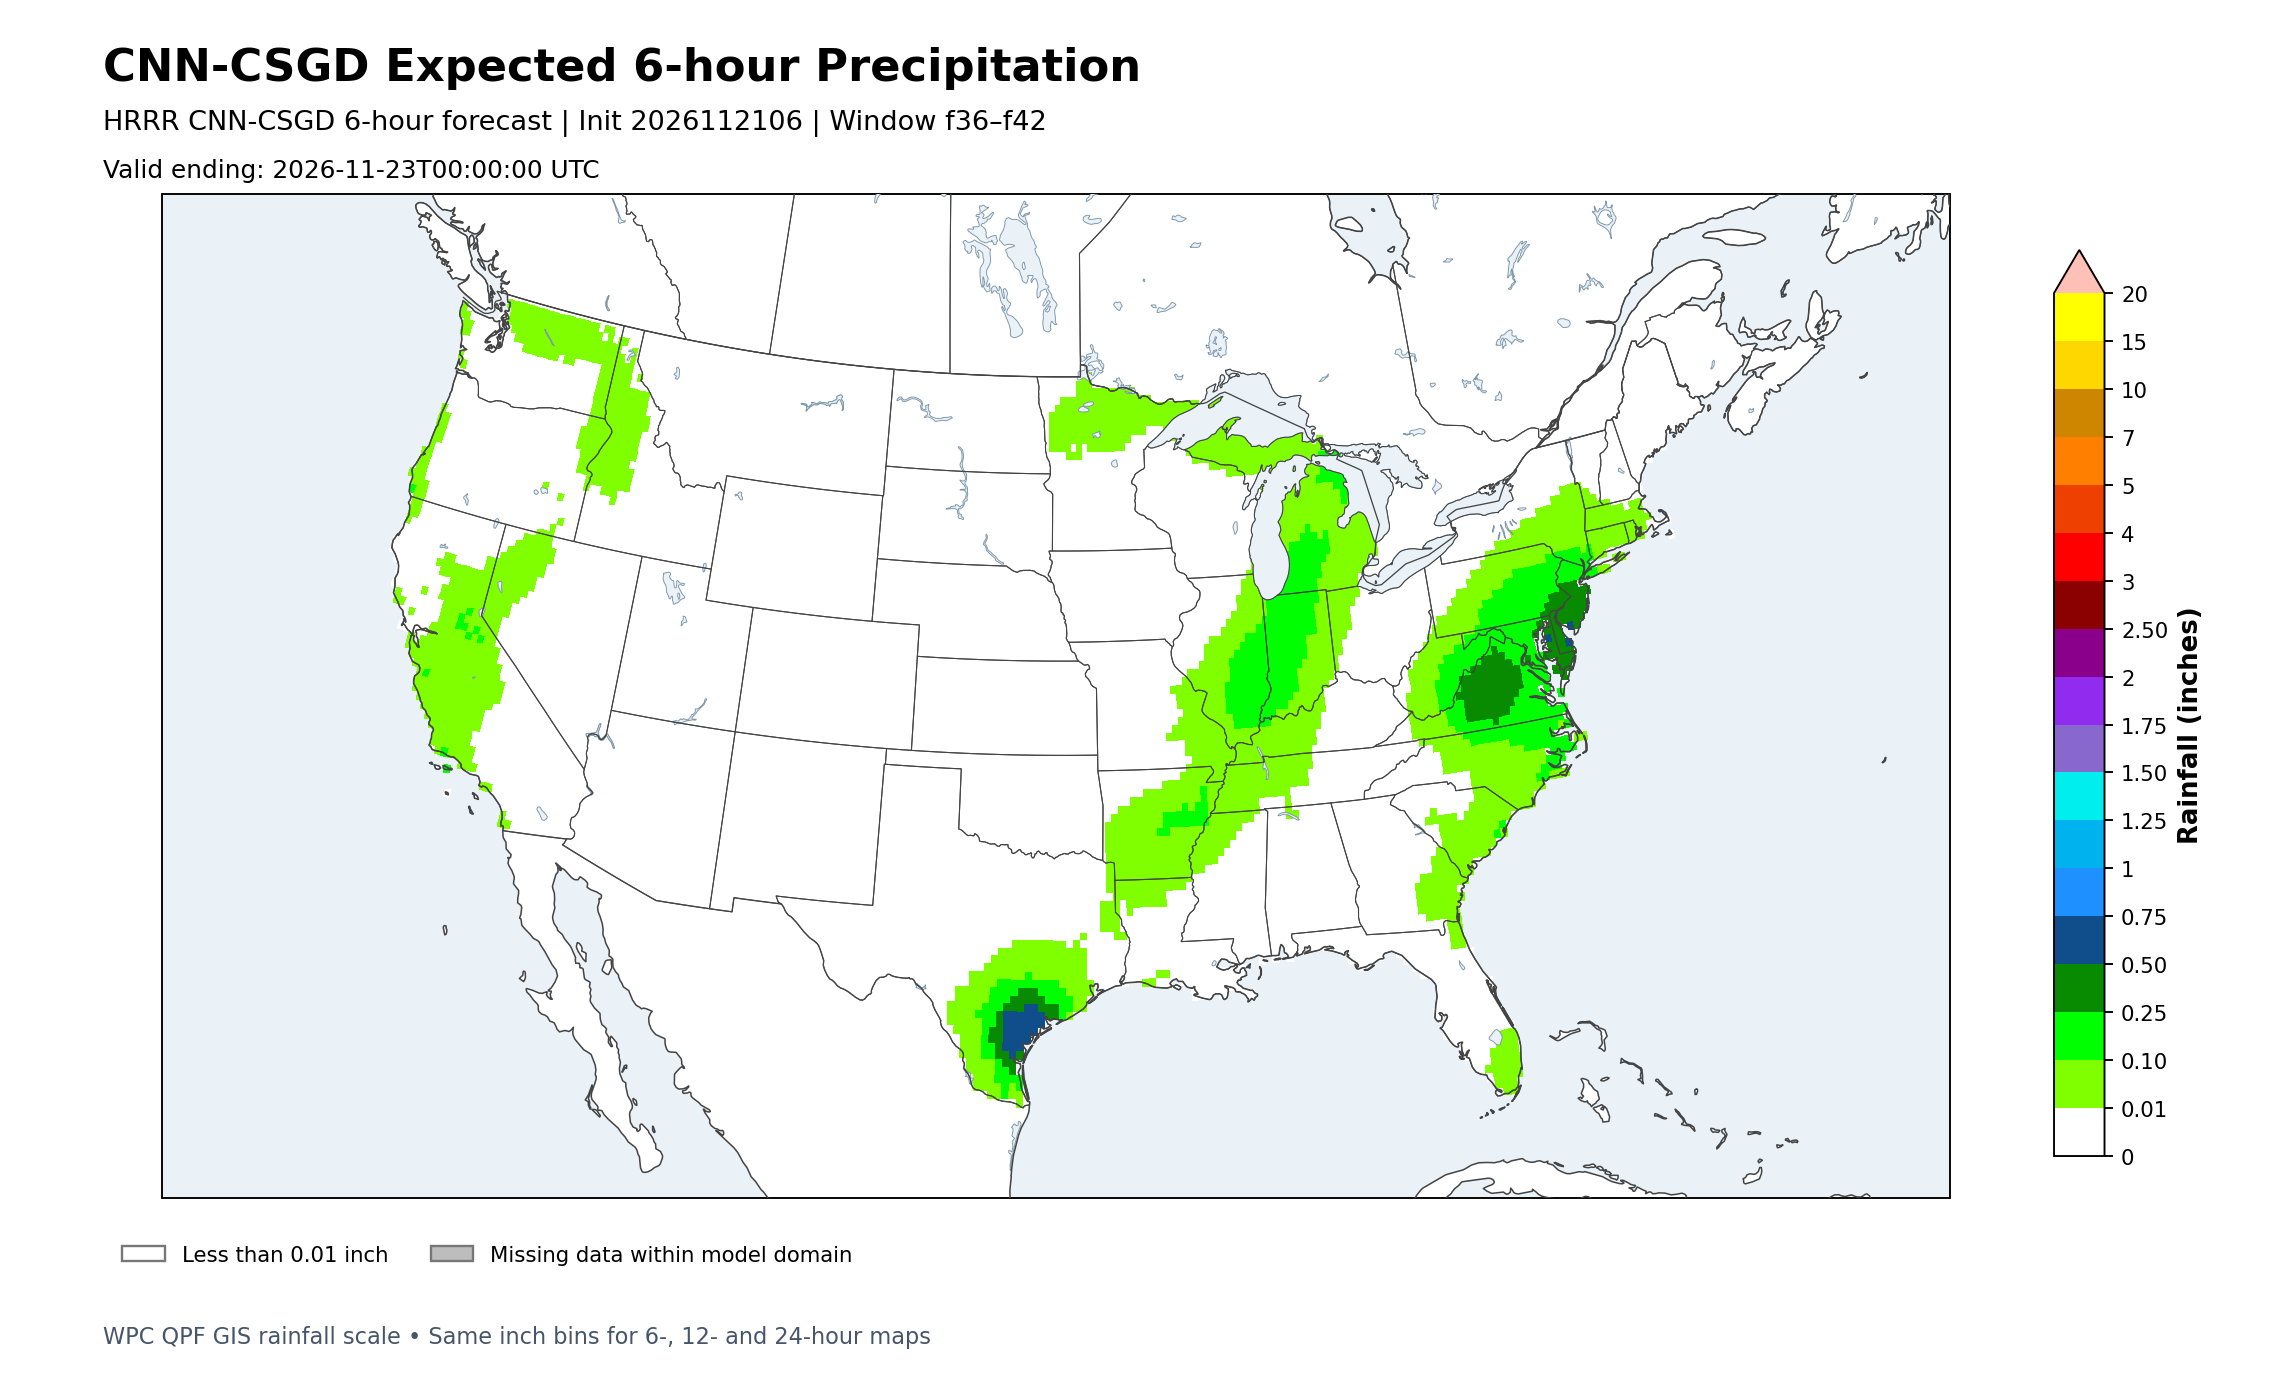 CNN-CSGD Expected 6-hour Precipitation
HRRR CNN-CSGD 6-hour forecast | Init 2026112106 | Window f36–f42
Valid ending: 2026-11-23T00:00:00 UTC
20
15
10
7
5
4
3
2.50
2
1.75
1.50
1.25
1
0.75
0.50
0.25
0.10
0.01
0
Rainfall (inches)
Less than 0.01 inch
Missing data within model domain
WPC QPF GIS rainfall scale • Same inch bins for 6-, 12- and 24-hour maps